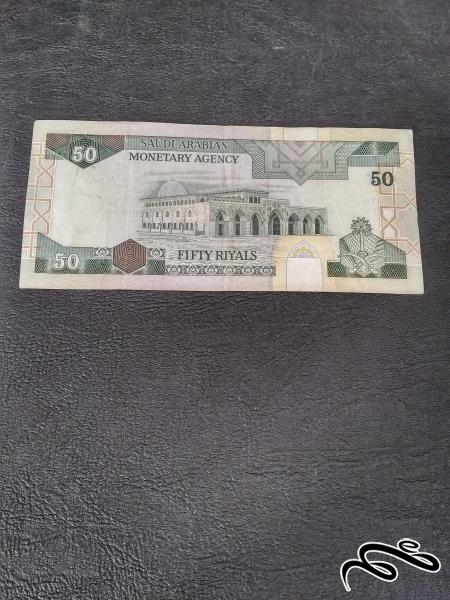 50
SAUDI ARABIAN
MONETARY AGENCY
50
50
FIFTY RIYALS